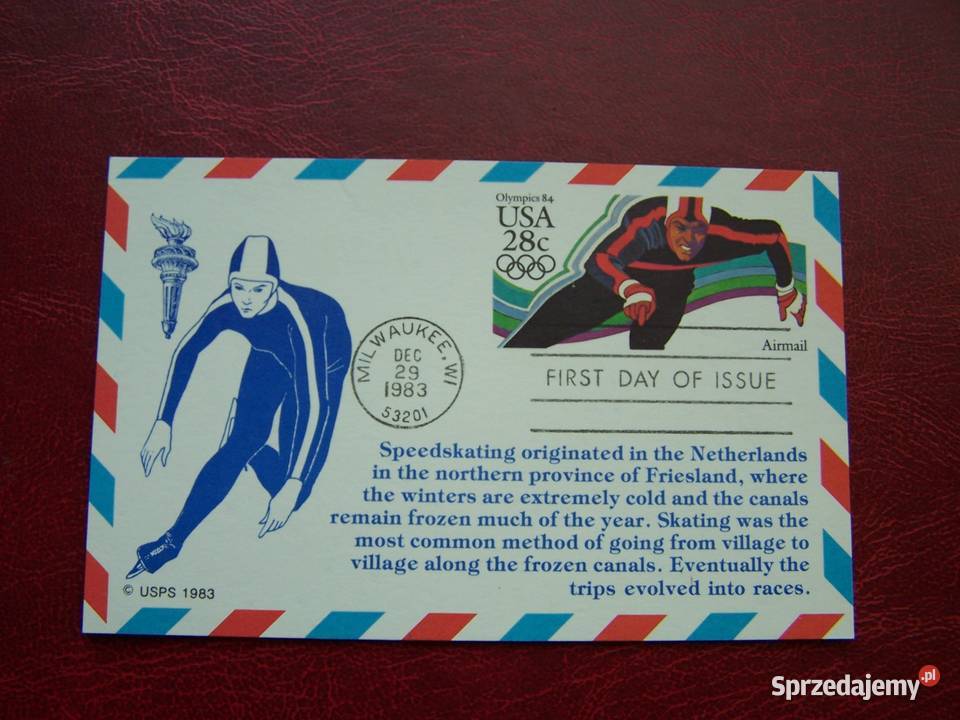 Olympics 84
USA
28c
Airmail
MILWAUKEE, WI
DEC
29
1983
53201
FIRST DAY OF ISSUE
Speedskating originated in the Netherlands
in the northern province of Friesland, where
the winters are extremely cold and the canals
remain frozen much of the year. Skating was the
most common method of going from village to
village along the frozen canals. Eventually the
trips evolved into races.
© USPS 1983
Sprzedajemy.pl